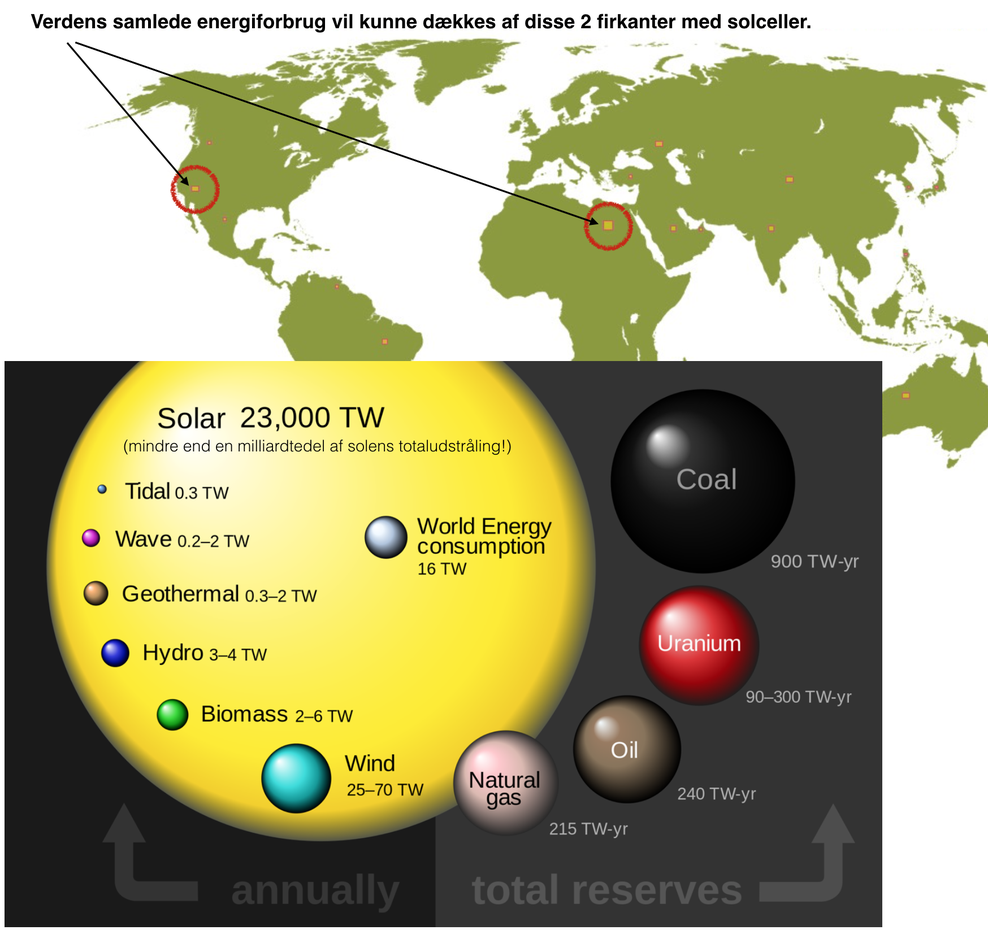 Verdens samlede energiforbrug vil kunne dækkes af disse 2 firkanter med solceller.
Solar 23,000 TW
(mindre end en milliardtedel af solens totaludstråling!)
Tidal 0.3 TW
Wave 0.2–2 TW
Geothermal 0.3–2 TW
Hydro 3–4 TW
Biomass 2–6 TW
Wind
25–70 TW
World Energy
consumption
16 TW
Coal
900 TW-yr
Uranium
90–300 TW-yr
Oil
240 TW-yr
Natural
gas
215 TW-yr
annually
total reserves